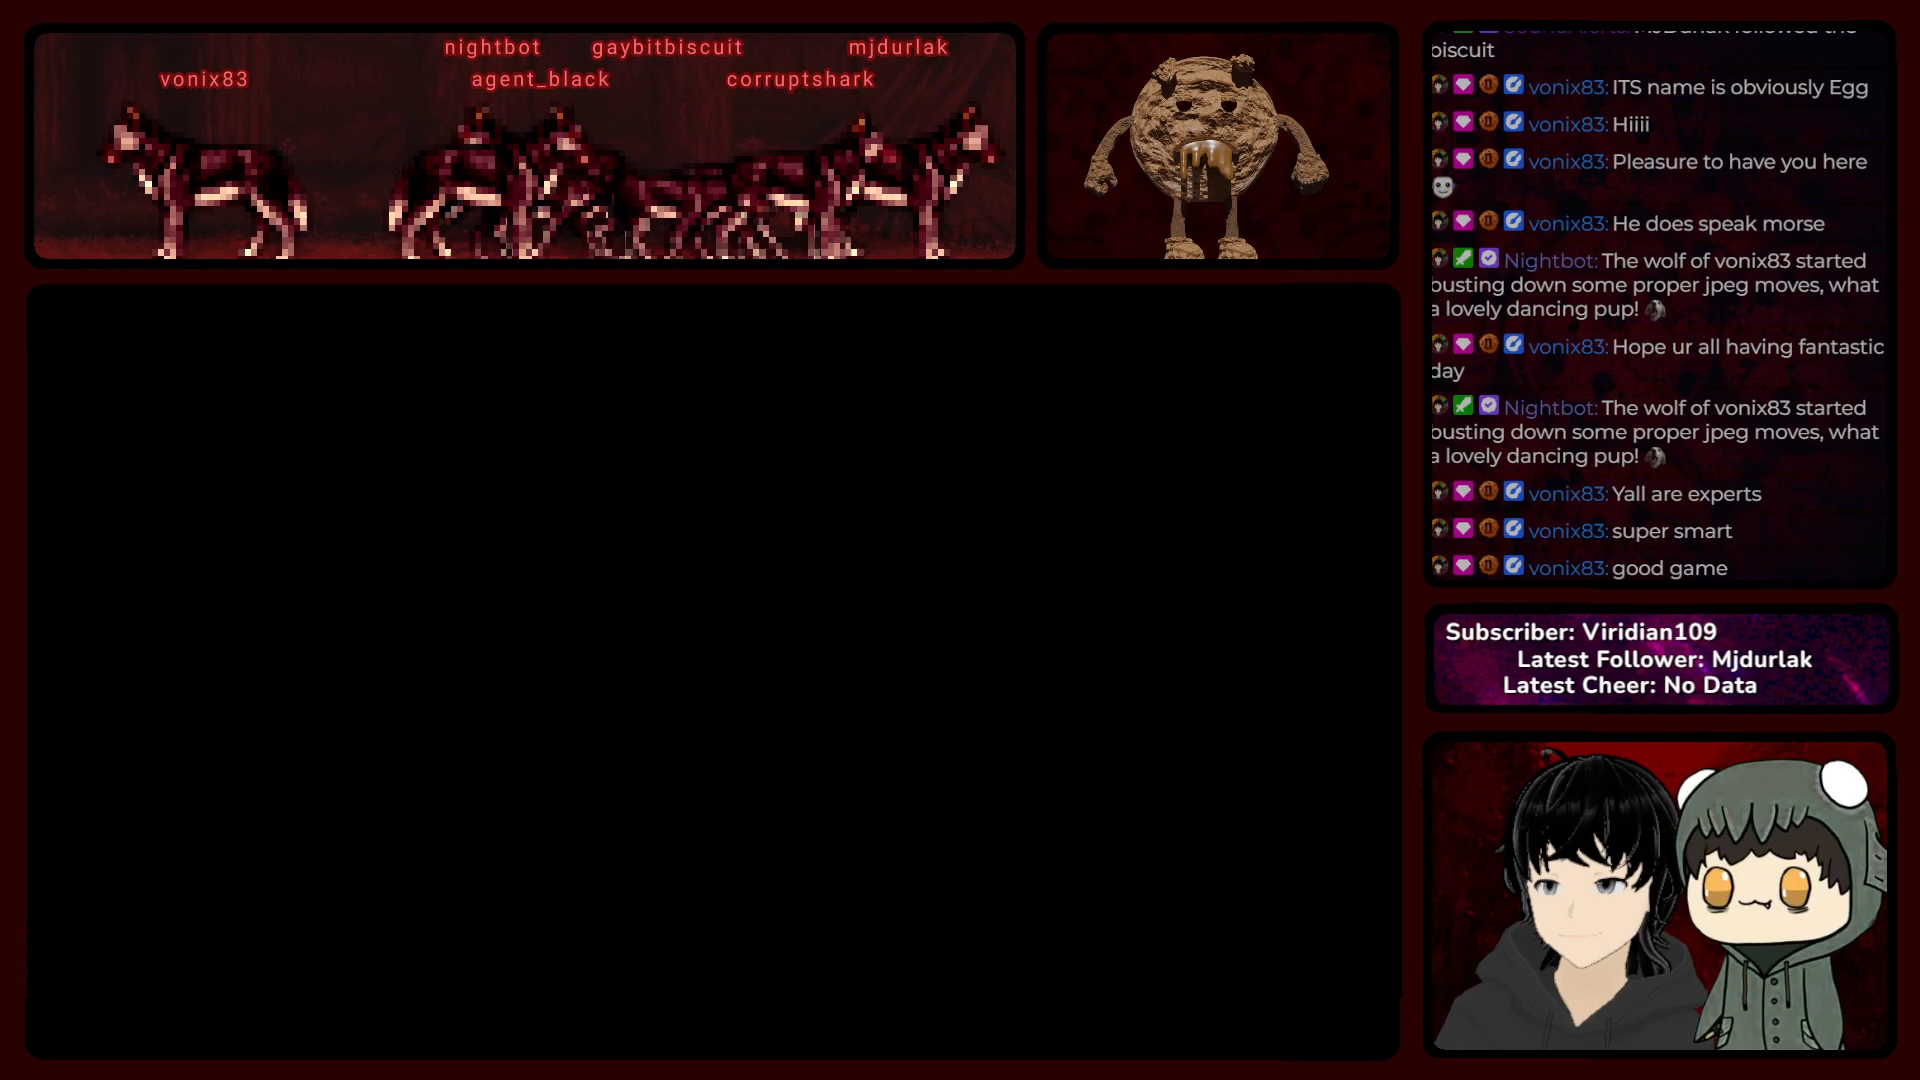 nightbot gaybitbiscuit mjdurlak
vonix83 agent_black corruptshark
biscuit
vonix83: ITS name is obviously Egg
vonix83: Hiiii
vonix83: Pleasure to have you here
vonix83: He does speak morse
Nightbot: The wolf of vonix83 started
busting down some proper jpeg moves, what
a lovely dancing pup!
vonix83: Hope ur all having fantastic
day
Nightbot: The wolf of vonix83 started
busting down some proper jpeg moves, what
a lovely dancing pup!
vonix83: Yall are experts
vonix83: super smart
vonix83: good game
Subscriber: Viridian109
Latest Follower: Mjdurlak
Latest Cheer: No Data